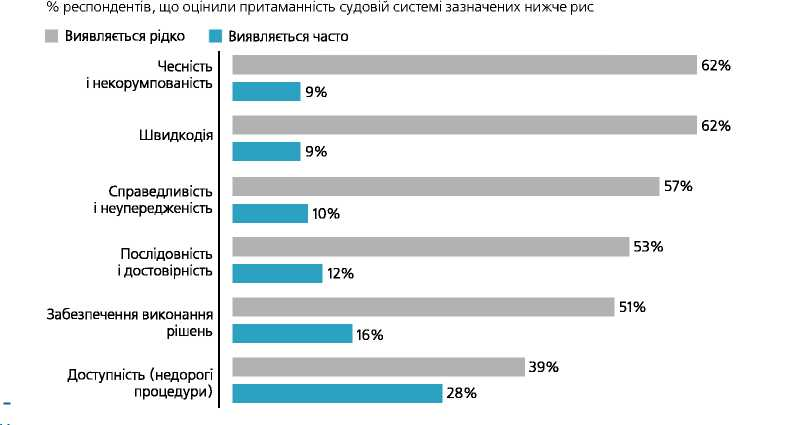 % респондентів, що оцінили притаманність судовій системі зазначених нижче рис
Виявляється рідко Виявляється часто
Чесність
і некорумпованість
62%
9%
Швидкодія
62%
9%
Справедливість
і неупередженість
57%
10%
Послідовність
і достовірність
53%
12%
Забезпечення виконання
рішень
51%
16%
Доступність (недорогі
процедури)
39%
28%